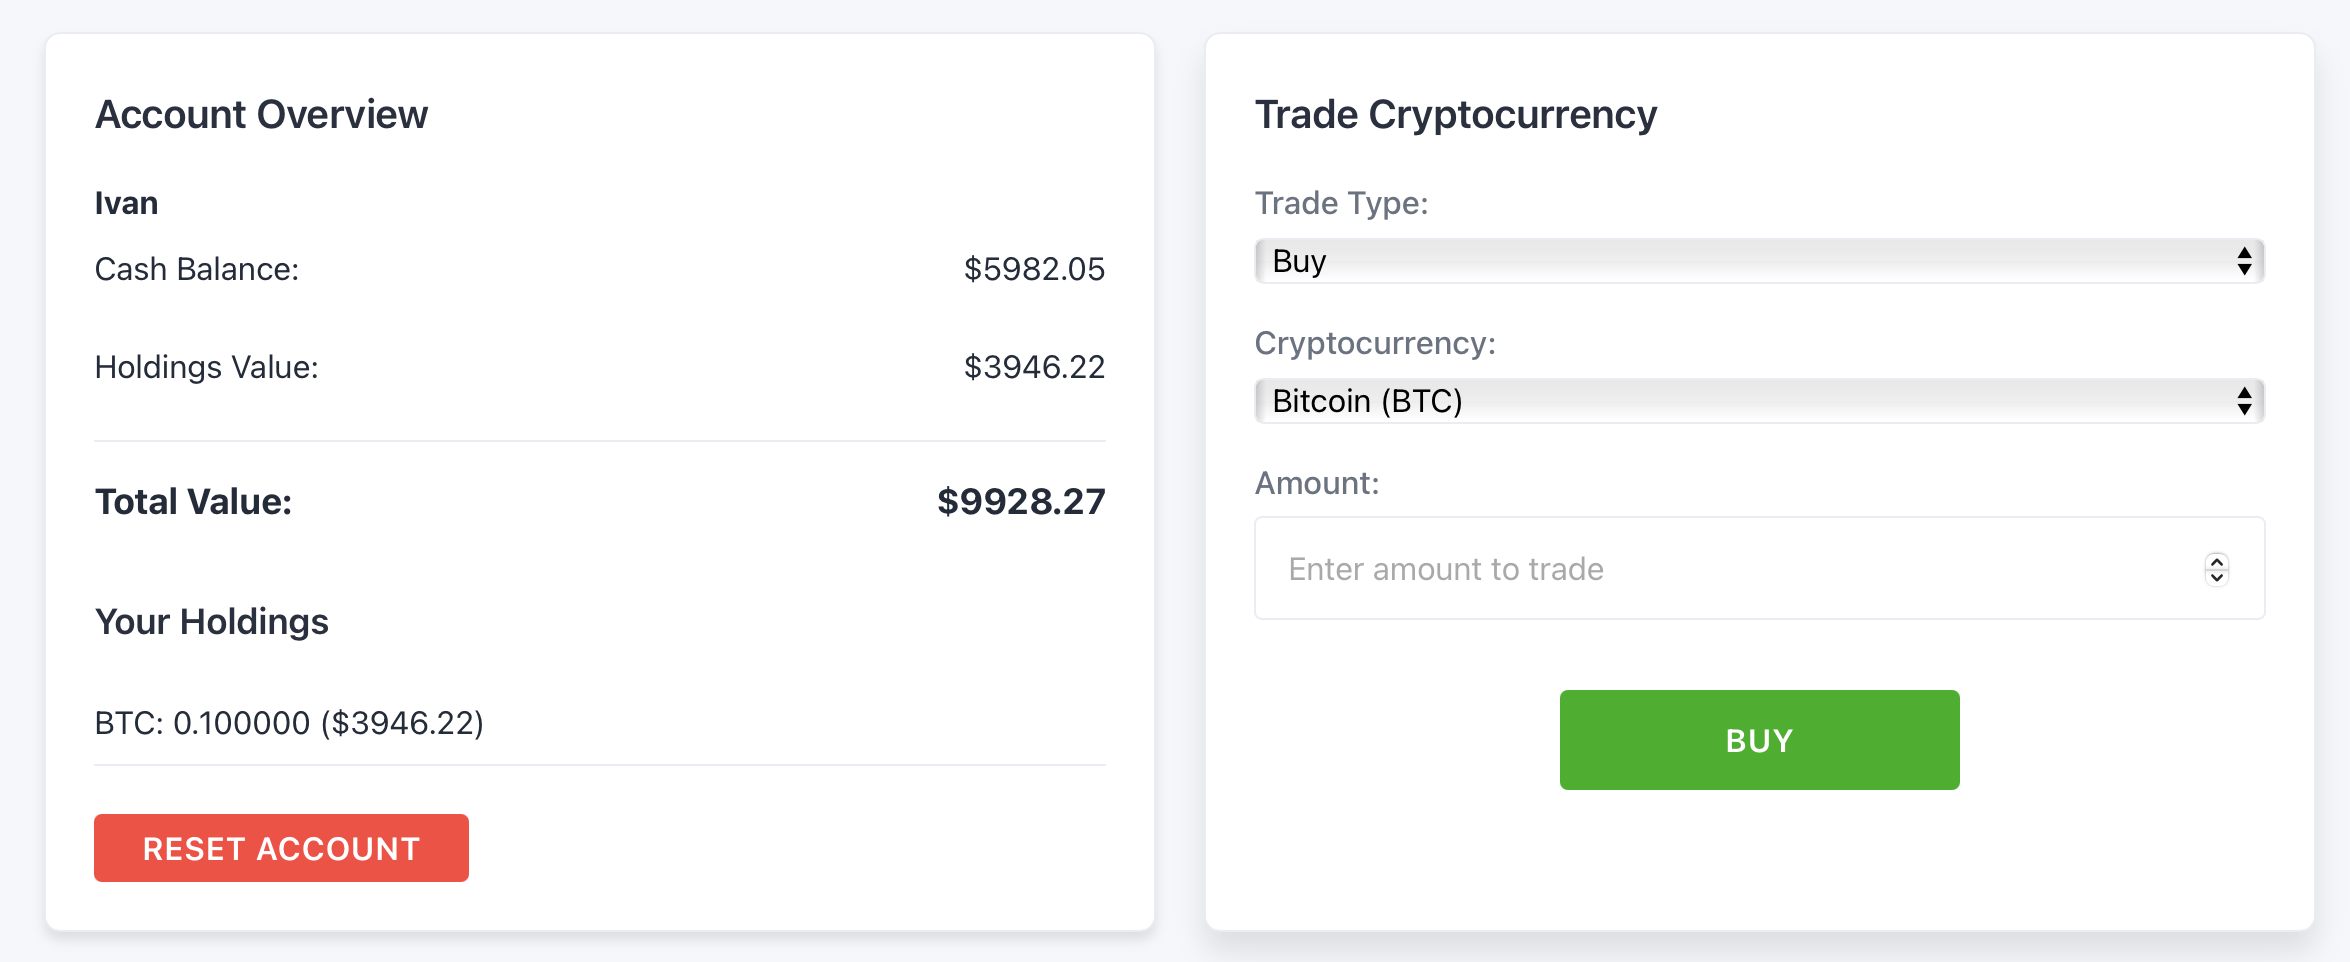 Account Overview
Ivan
Cash Balance: $5982.05
Holdings Value: $3946.22
Total Value: $9928.27
Your Holdings
BTC: 0.100000 ($3946.22)
RESET ACCOUNT
Trade Cryptocurrency
Trade Type:
Buy
Cryptocurrency:
Bitcoin (BTC)
Amount:
Enter amount to trade
BUY